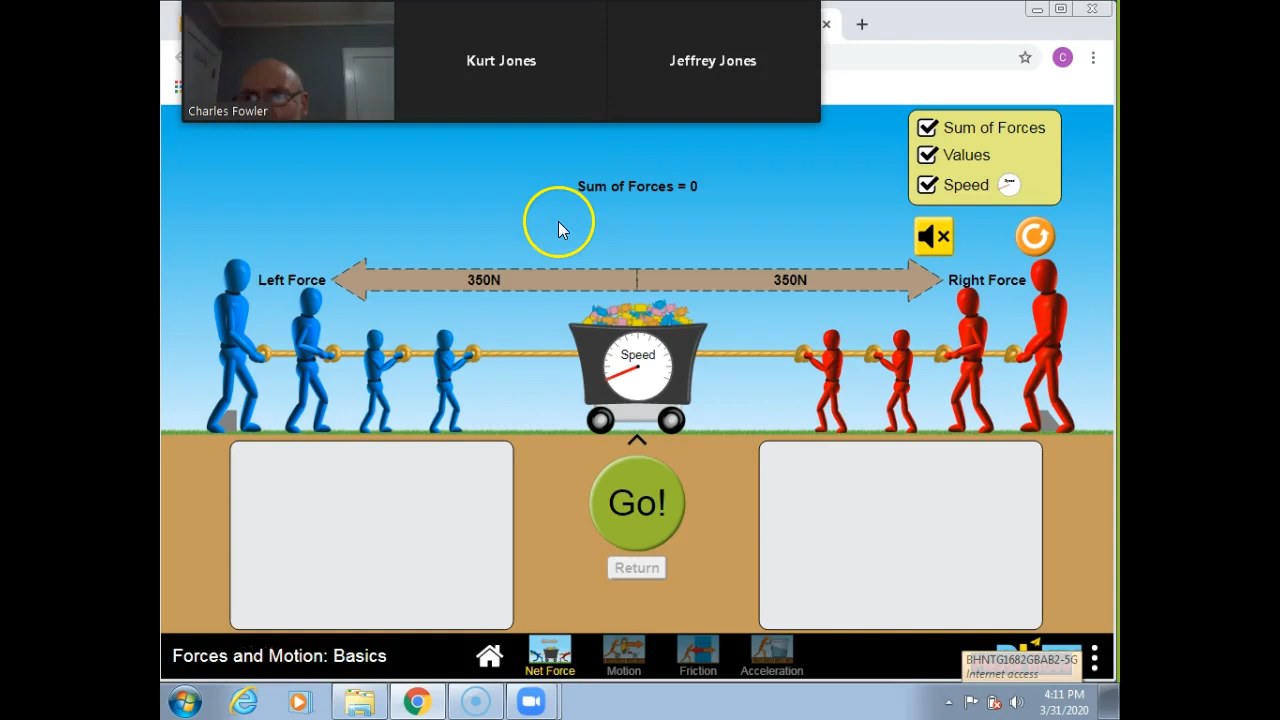 Kurt Jones
Jeffrey Jones
Charles Fowler
C
Sum of Forces
Values
Speed
Sum of Forces = 0
Left Force
350N
350N
Right Force
Speed
Go!
Return
Forces and Motion: Basics
Net Force
Motion
Friction
Acceleration
BHNTG1682GBAB2-5G
Internet access
4:11 PM
3/31/2020